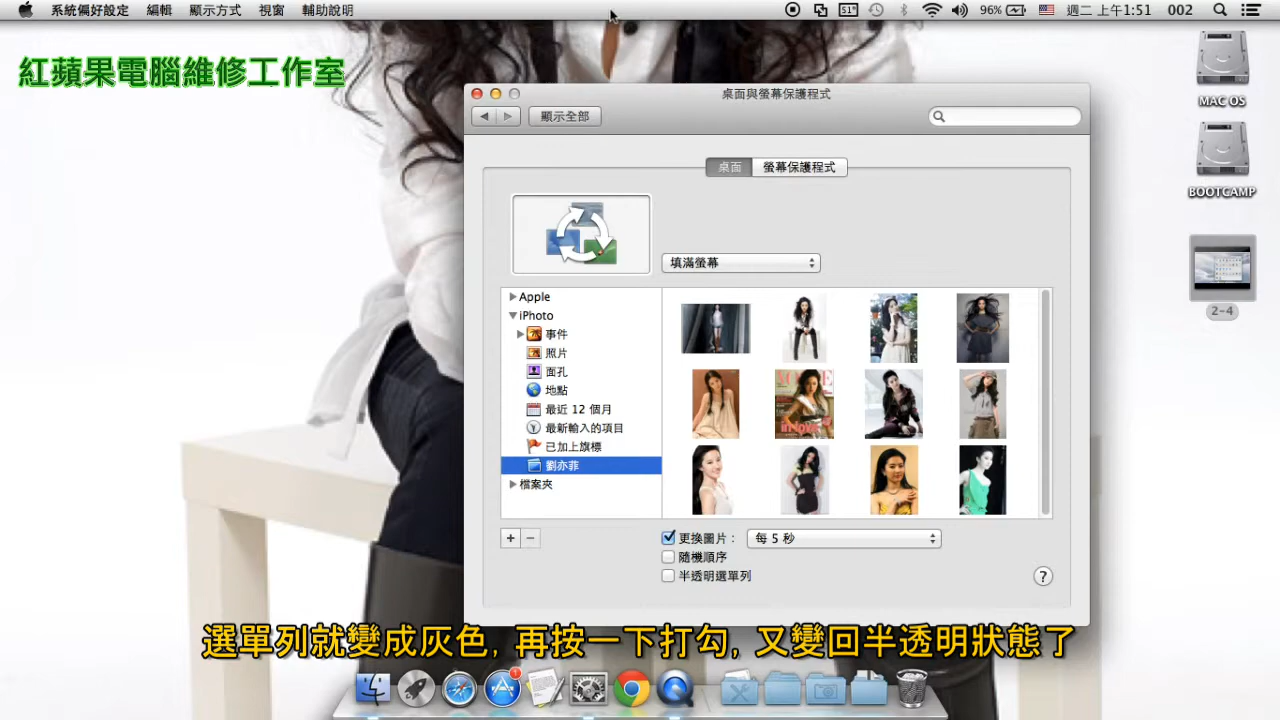 系統偏好設定 編輯 顯示方式 視窗 輔助說明 51° 96% 週二 上午1:51 002
紅蘋果電腦維修工作室
MAC OS
BOOTCAMP
2-4
桌面與螢幕保護程式
顯示全部
桌面 螢幕保護程式
填滿螢幕
Apple
iPhoto
事件
照片
面孔
地點
最近 12 個月
最新輸入的項目
已加上旗標
劉亦菲
檔案夾
+ −
更換圖片： 每 5 秒
隨機順序
半透明選單列
?
選單列就變成灰色, 再按一下打勾, 又變回半透明狀態了
1